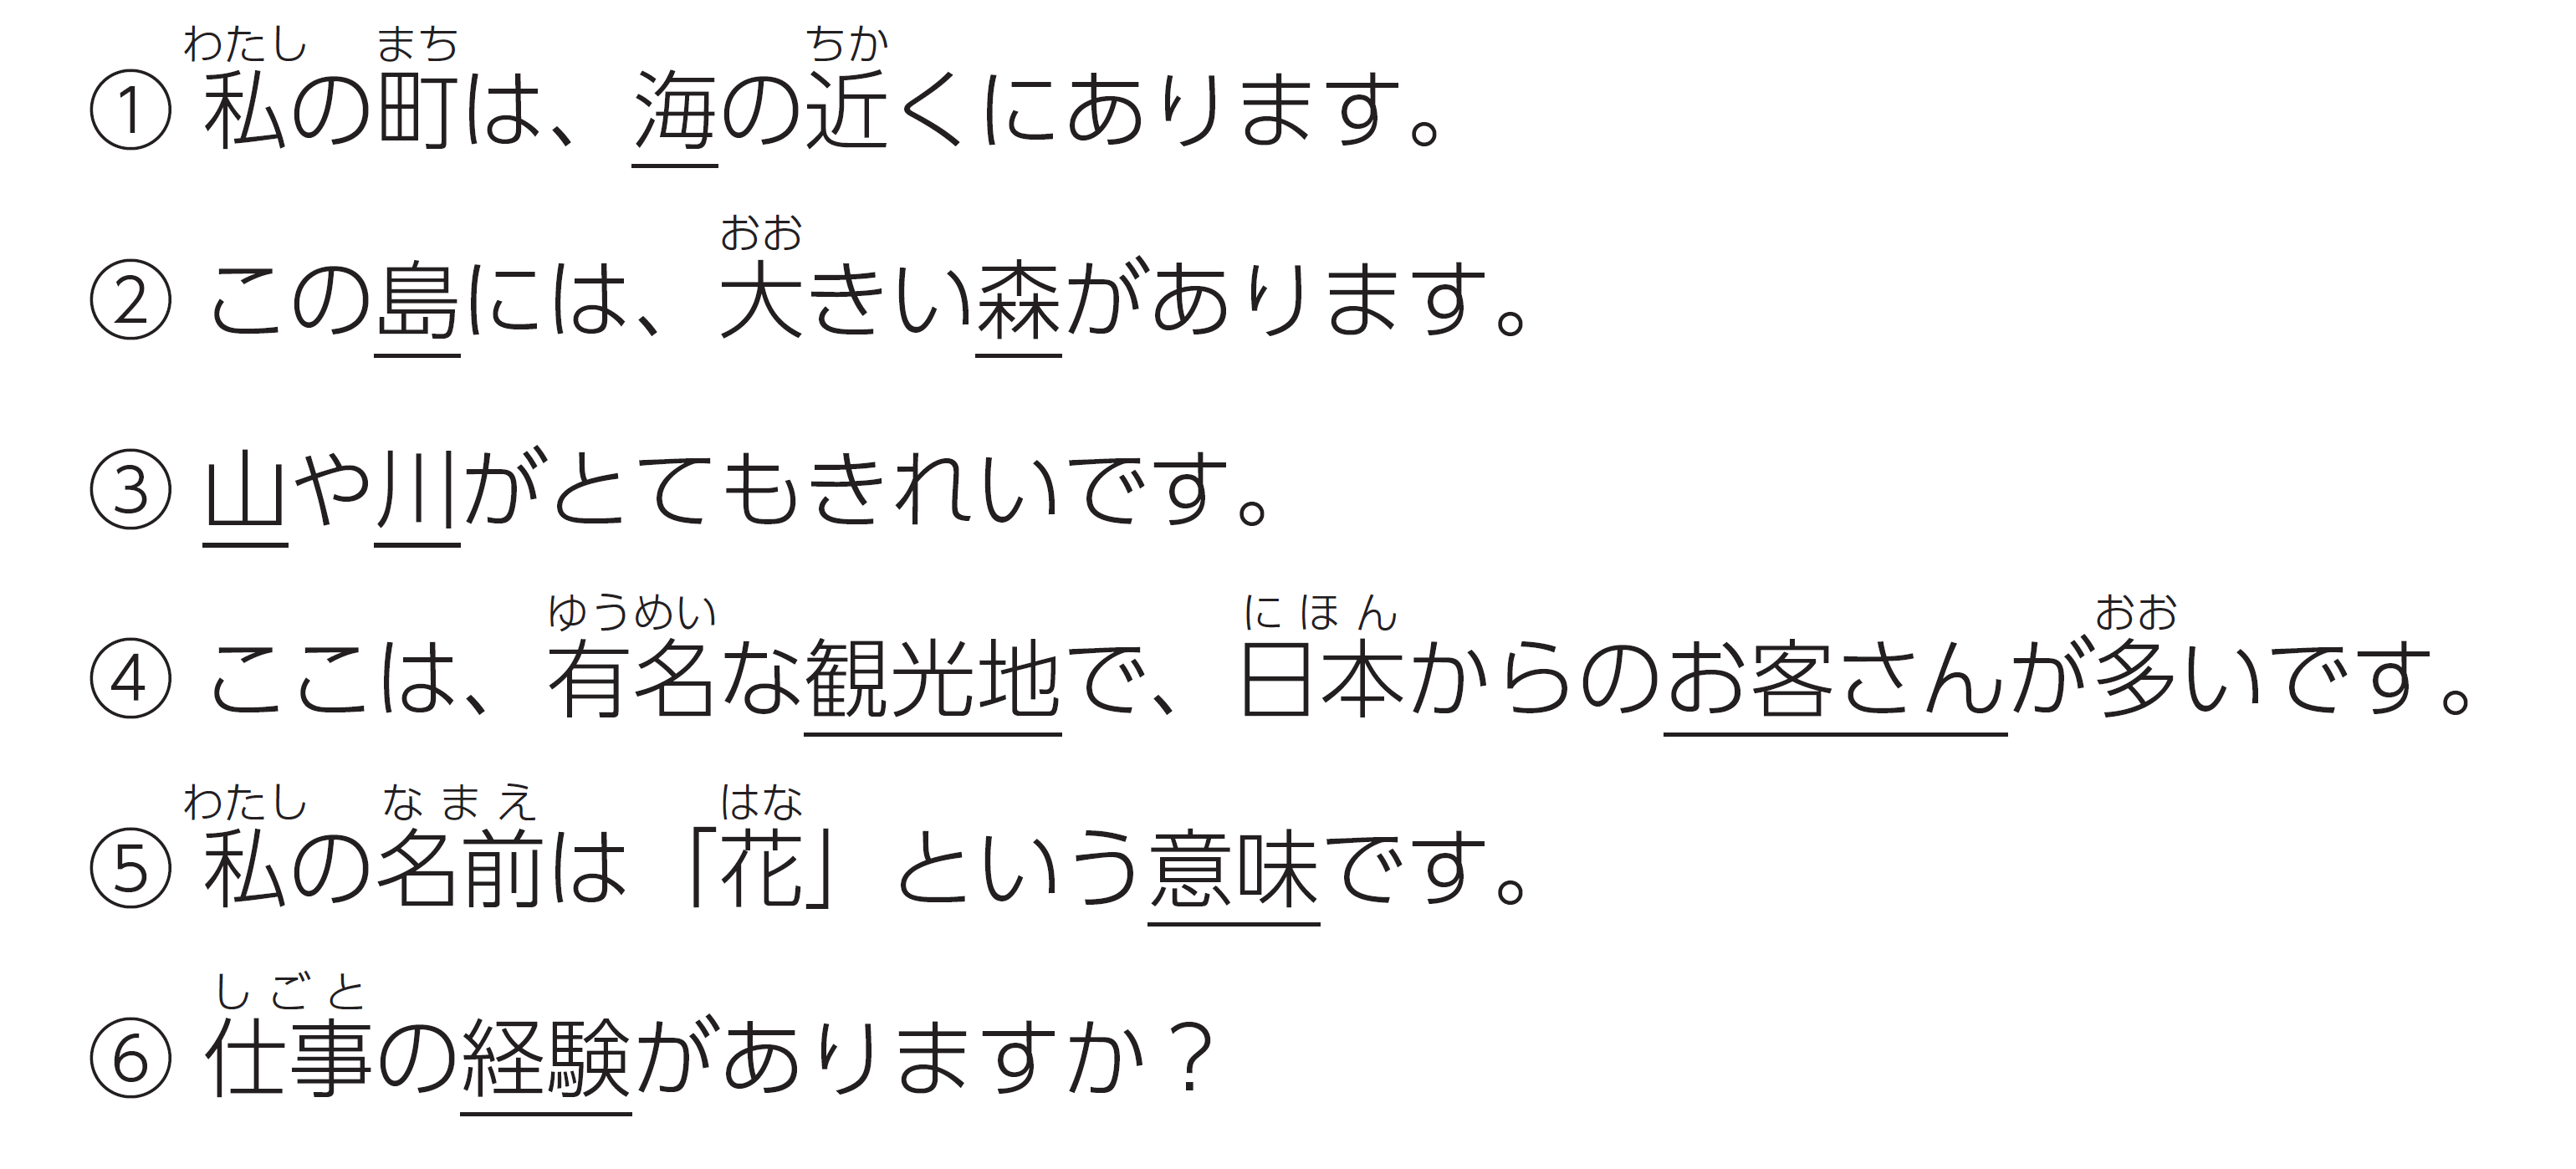 わたし まち ちか
① 私の町は、海の近くにあります。
おお
② この島には、大きい森があります。
③ 山や川がとてもきれいです。
ゆうめい にほん おお
④ ここは、有名な観光地で、日本からのお客さんが多いです。
わたし なまえ はな
⑤ 私の名前は「花」という意味です。
しごと
⑥ 仕事の経験がありますか？